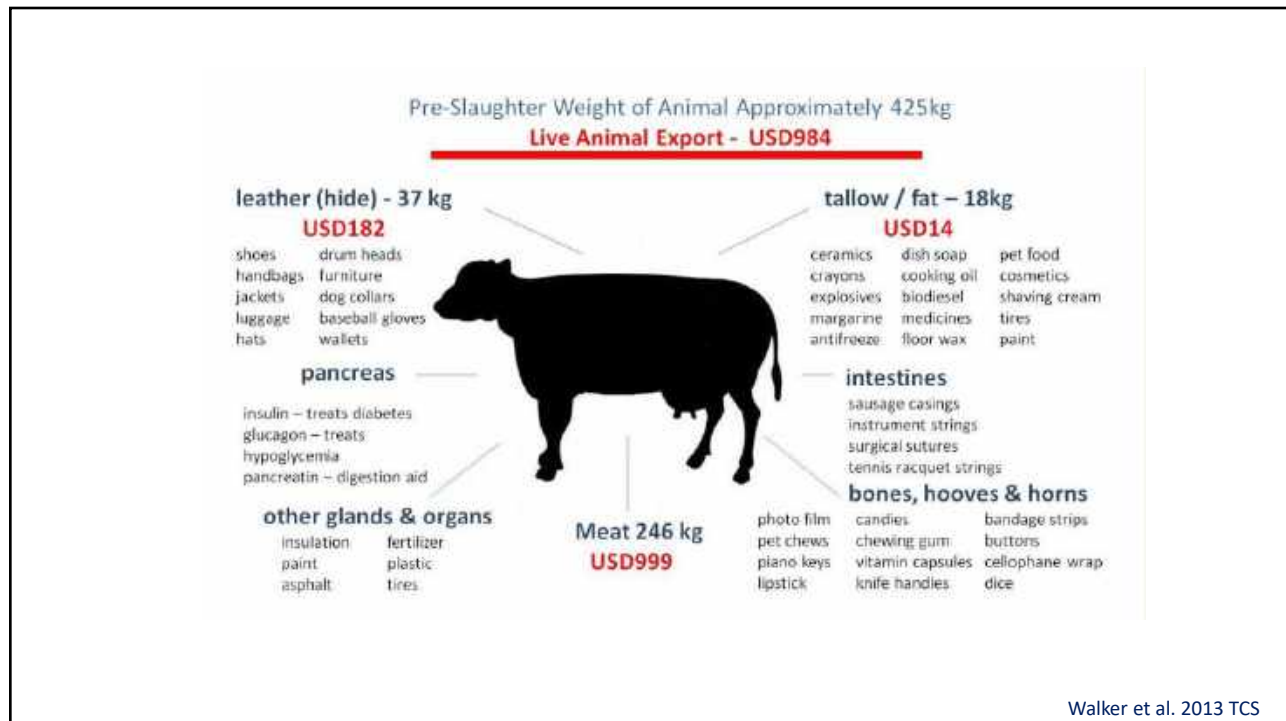 Pre-Slaughter Weight of Animal Approximately 425kg
Live Animal Export - USD984
leather (hide) - 37 kg
USD182
shoes drum heads
handbags furniture
jackets dog collars
luggage baseball gloves
hats wallets
tallow / fat – 18kg
USD14
ceramics dish soap pet food
crayons cooking oil cosmetics
explosives biodiesel shaving cream
margarine medicines tires
antifreeze floor wax paint
pancreas
insulin – treats diabetes
glucagon – treats
hypoglycemia
pancreatin – digestion aid
intestines
sausage casings
instrument strings
surgical sutures
tennis racquet strings
other glands & organs
insulation fertilizer
paint plastic
asphalt tires
Meat 246 kg
USD999
bones, hooves & horns
photo film candies bandage strips
pet chews chewing gum buttons
piano keys vitamin capsules cellophane wrap
lipstick knife handles dice
Walker et al. 2013 TCS